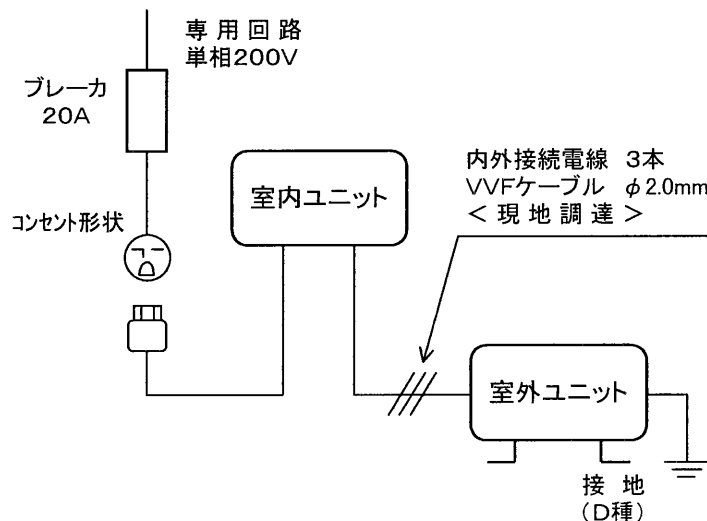 専用回路
単相200V
ブレーカ
20A
コンセント形状
室内ユニット
内外接続電線 3本
VVFケーブル φ2.0mm
<現地調達>
室外ユニット
接地
(D種)